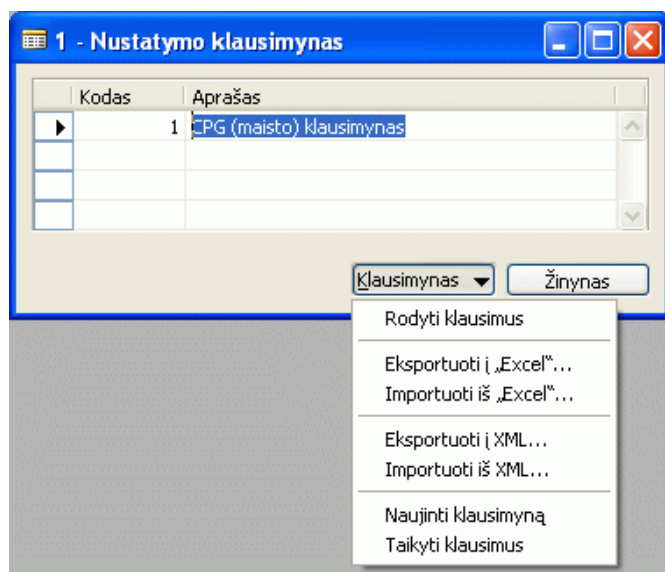 1 - Nustatymo klausimynas
Kodas Aprašas
1 CPG (maisto) klausimynas
Klausimynas Žinynas
Rodyti klausimus
Eksportuoti į „Excel“...
Importuoti iš „Excel“...
Eksportuoti į XML...
Importuoti iš XML...
Naujinti klausimyną
Taikyti klausimus